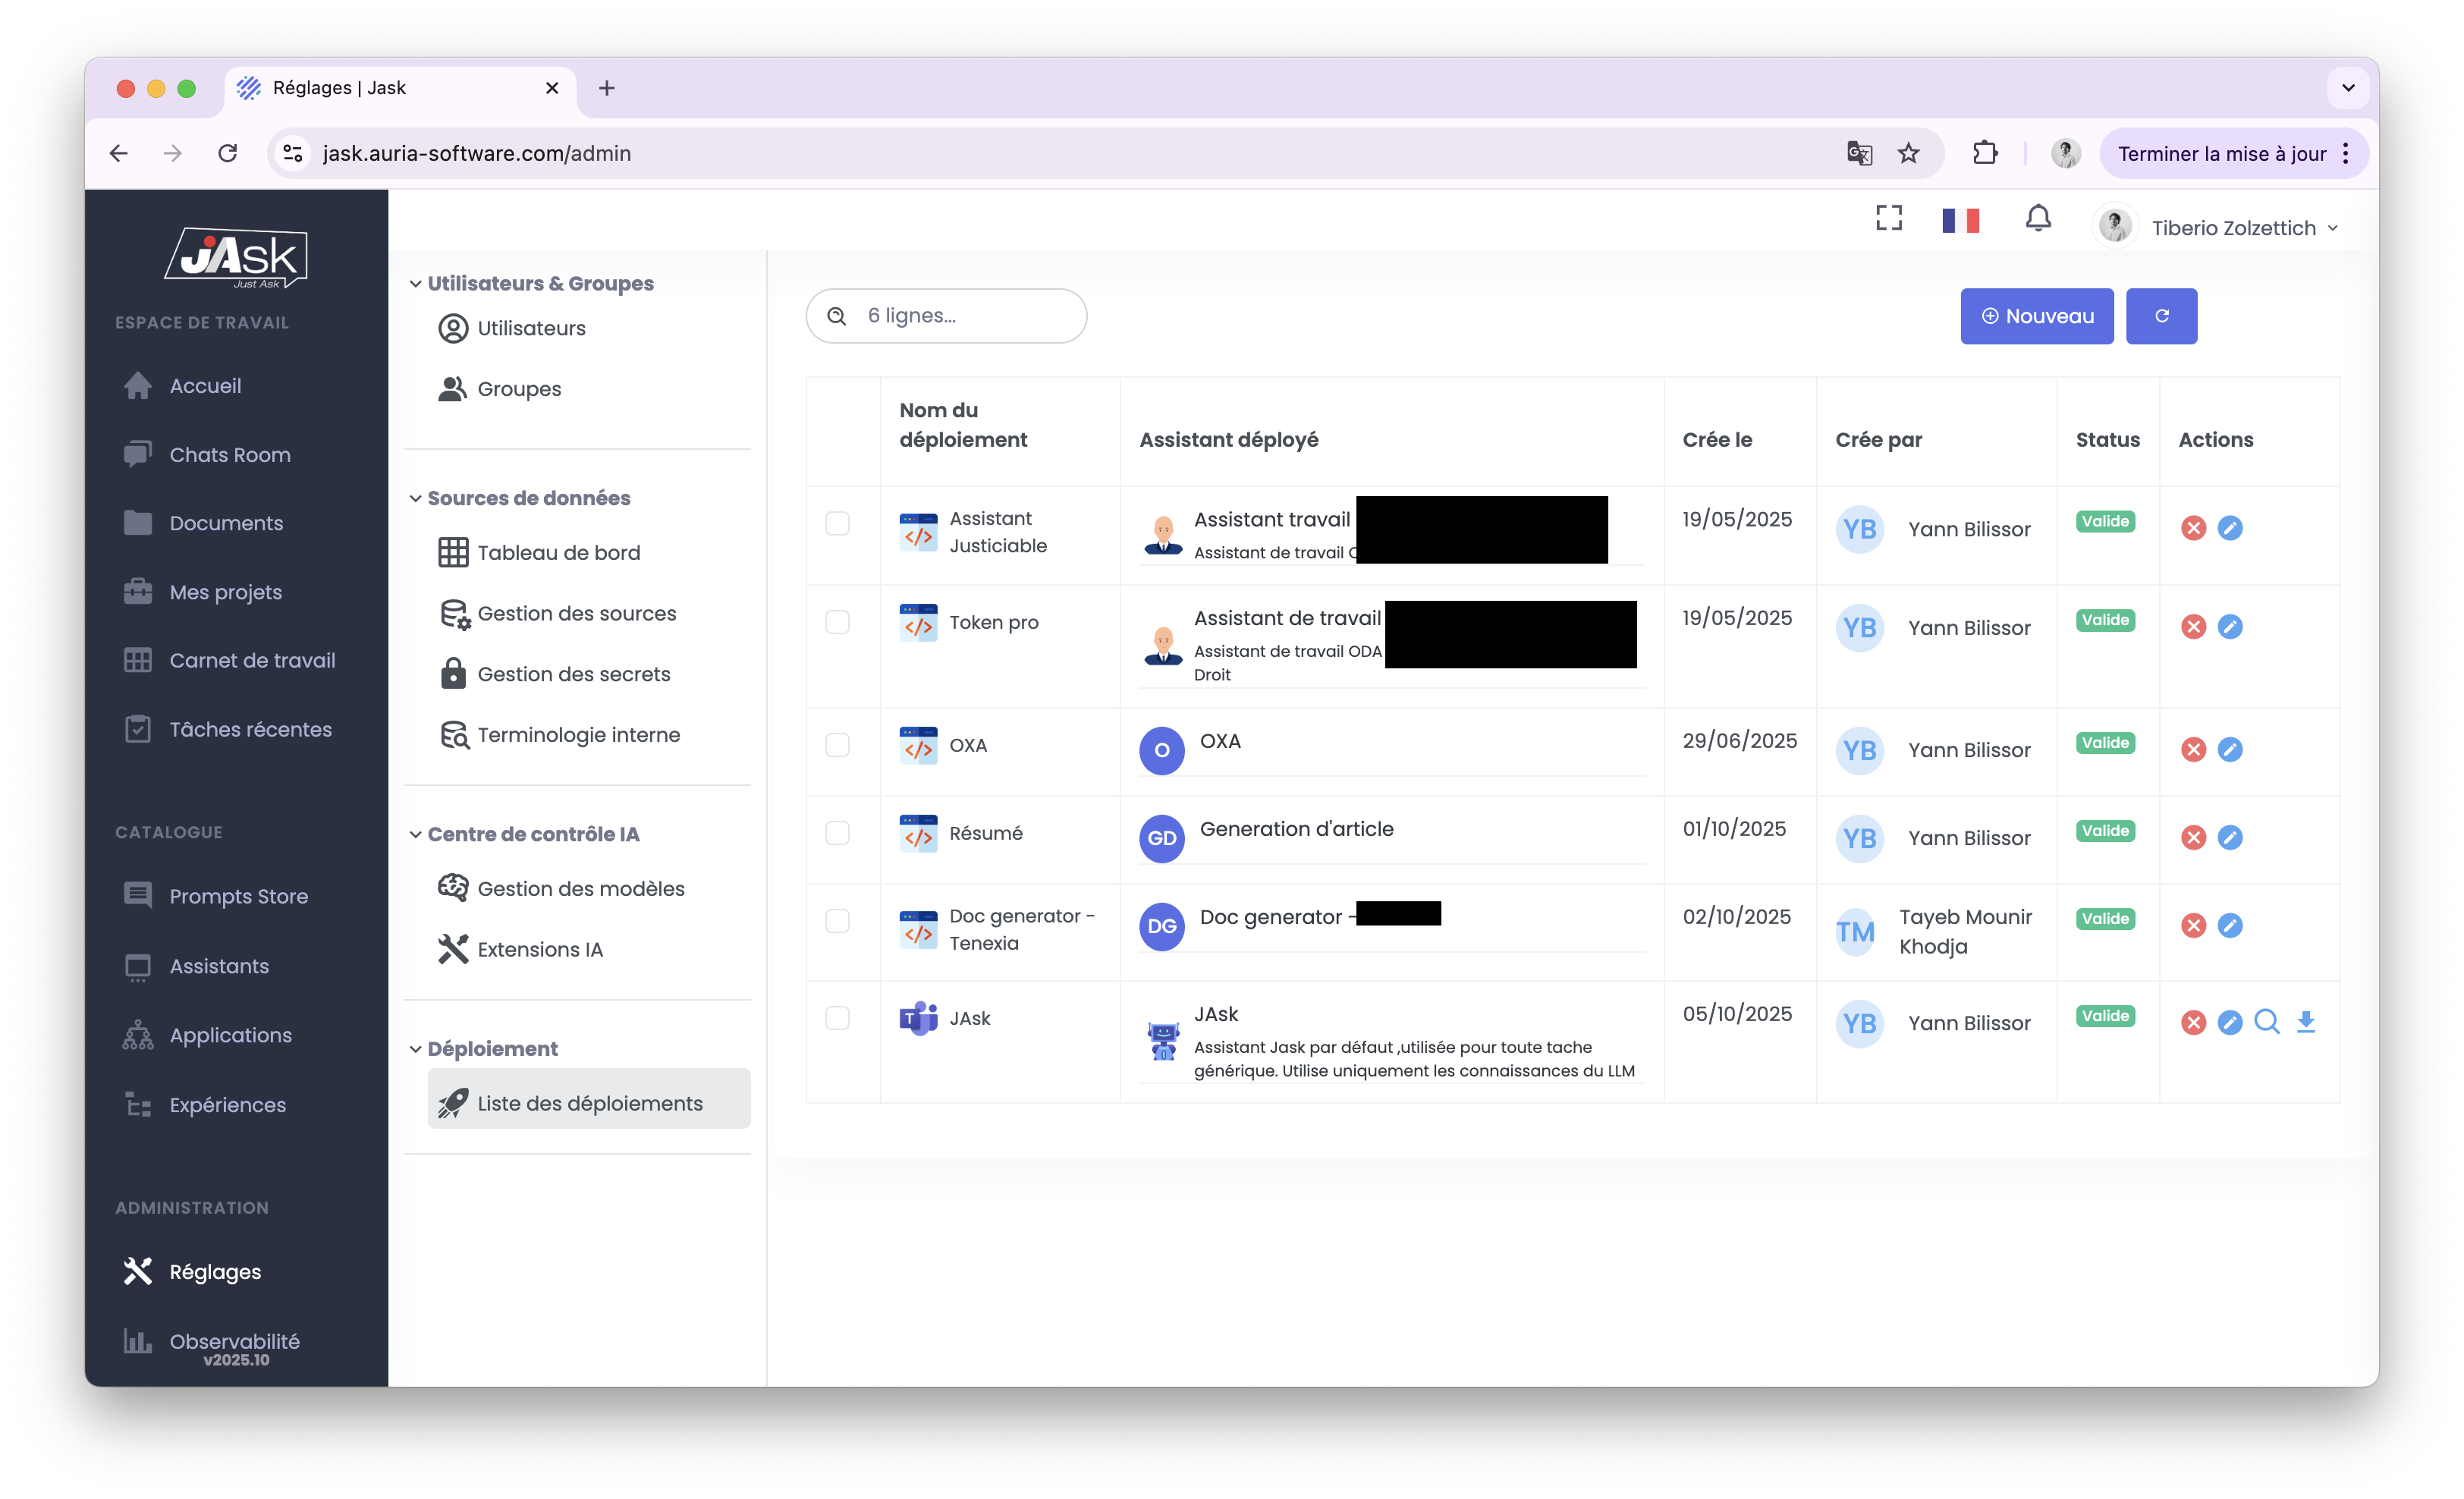 Réglages | Jask
jask.auria-software.com/admin
Terminer la mise à jour
jAsk
Just Ask
ESPACE DE TRAVAIL
Accueil
Chats Room
Documents
Mes projets
Carnet de travail
Tâches récentes
CATALOGUE
Prompts Store
Assistants
Applications
Expériences
ADMINISTRATION
Réglages
Observabilité
v2025.10
Tiberio Zolzettich
Utilisateurs & Groupes
Utilisateurs
Groupes
Sources de données
Tableau de bord
Gestion des sources
Gestion des secrets
Terminologie interne
Centre de contrôle IA
Gestion des modèles
Extensions IA
Déploiement
Liste des déploiements
6 lignes...
Nouveau
Nom du
déploiement
Assistant déployé
Crée le
Crée par
Status
Actions
Assistant
Justiciable
Assistant travail
Assistant de travail
19/05/2025
YB
Yann Bilissor
Valide
Token pro
Assistant de travail
Assistant de travail ODA
Droit
19/05/2025
YB
Yann Bilissor
Valide
OXA
O
OXA
29/06/2025
YB
Yann Bilissor
Valide
Résumé
GD
Generation d'article
01/10/2025
YB
Yann Bilissor
Valide
Doc generator -
Tenexia
DG
Doc generator -
02/10/2025
TM
Tayeb Mounir
Khodja
Valide
T
JAsk
JAsk
Assistant Jask par défaut ,utilisée pour toute tache
générique. Utilise uniquement les connaissances du LLM
05/10/2025
YB
Yann Bilissor
Valide